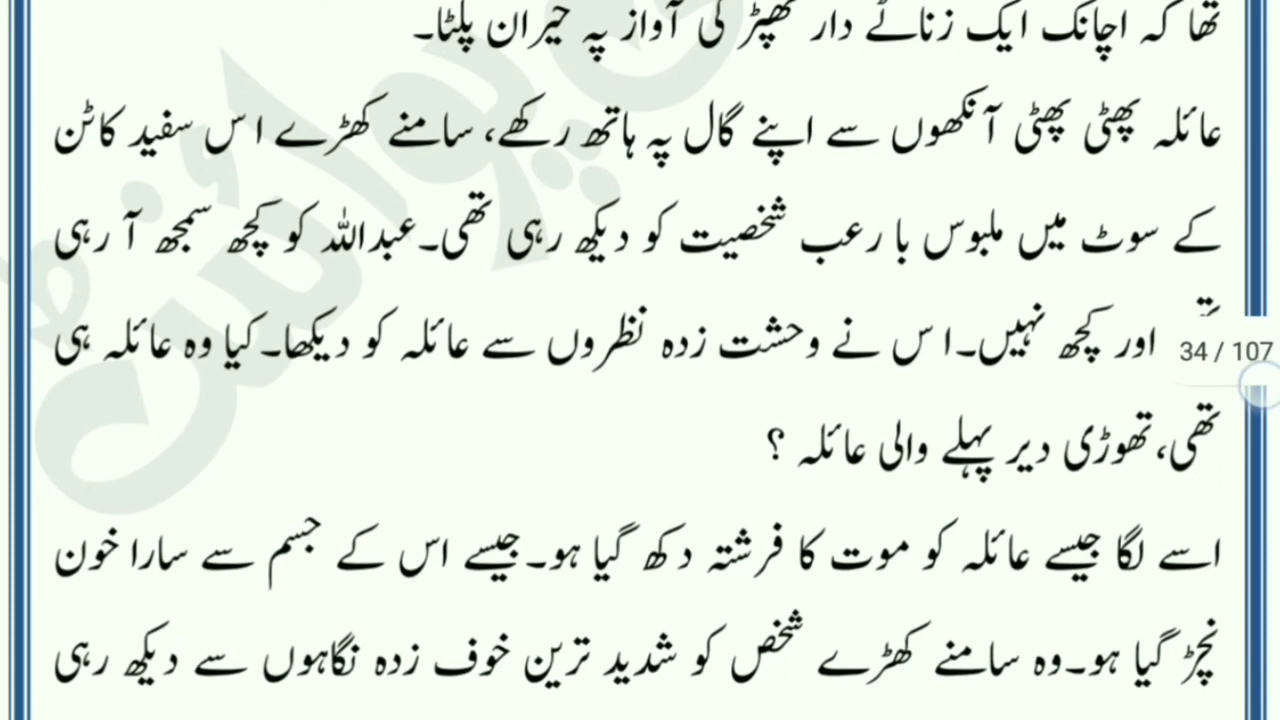 تھا کہ اچانک ایک زناٹے دار تھپڑ کی آواز پہ حیران پلٹا۔
عائلہ پھٹی پھٹی آنکھوں سے اپنے گال پہ ہاتھ رکھے، سامنے کھڑے اس سفید کاٹن
کے سوٹ میں ملبوس با رعب شخصیت کو دیکھ رہی تھی۔عبداللہ کو کچھ سمجھ آ رہی
اور کچھ نہیں۔اس نے وحشت زدہ نظروں سے عائلہ کو دیکھا۔کیا وہ عائلہ ہی
34 / 107
تھی،تھوڑی دیر پہلے والی عائلہ ؟
اسے لگا جیسے عائلہ کو موت کا فرشتہ دکھ گیا ہو۔جیسے اس کے جسم سے سارا خون
نچڑ گیا ہو۔وہ سامنے کھڑے شخص کو شدید ترین خوف زدہ نگاہوں سے دیکھ رہی